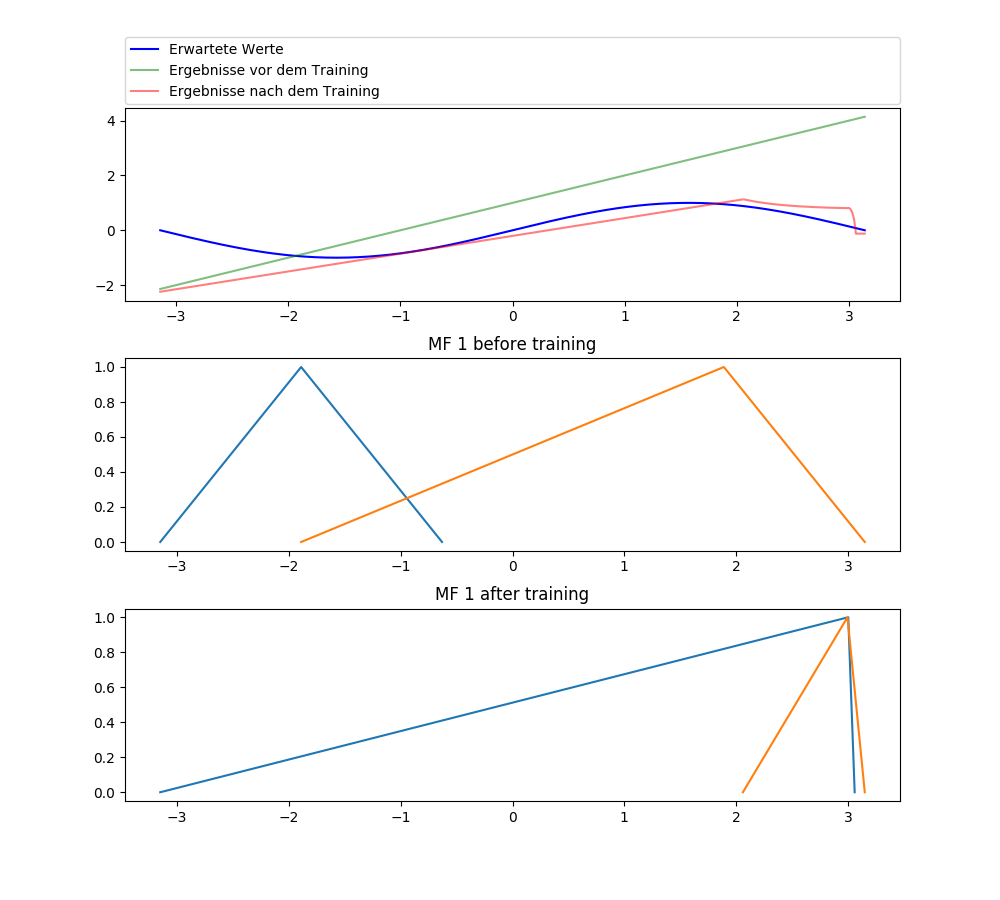 Erwartete Werte
Ergebnisse vor dem Training
Ergebnisse nach dem Training
4
2
0
−2
−3 −2 −1 0 1 2 3
MF 1 before training
1.0
0.8
0.6
0.4
0.2
0.0
−3 −2 −1 0 1 2 3
MF 1 after training
1.0
0.8
0.6
0.4
0.2
0.0
−3 −2 −1 0 1 2 3